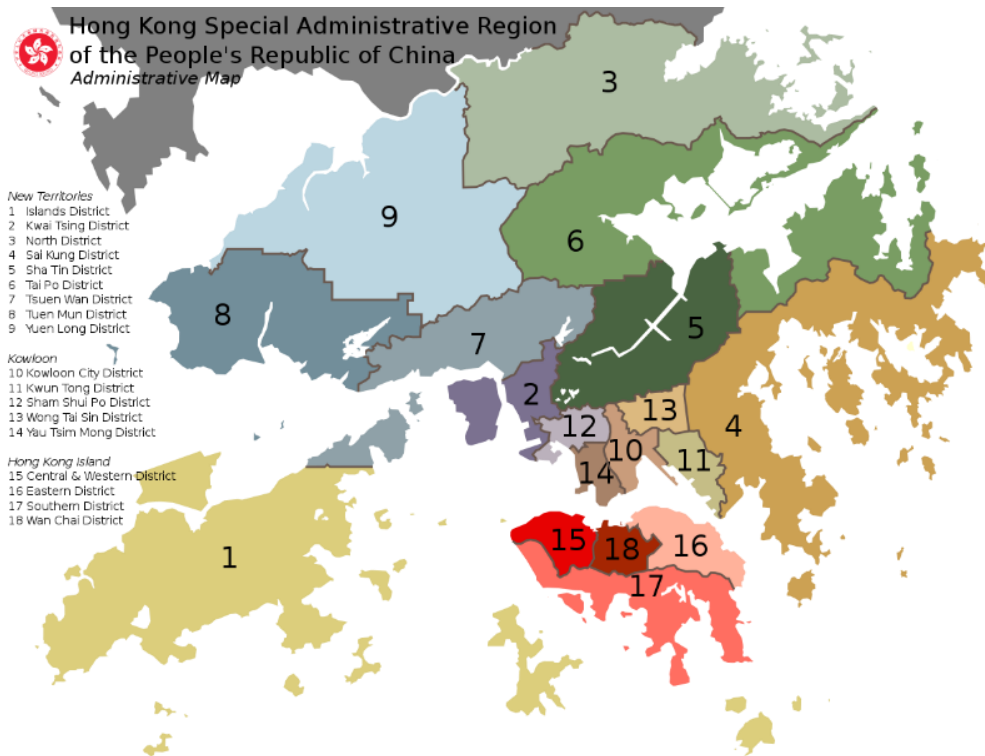 Hong Kong Special Administrative Region
of the People's Republic of China
Administrative Map
New Territories
1 Islands District
2 Kwai Tsing District
3 North District
4 Sai Kung District
5 Sha Tin District
6 Tai Po District
7 Tsuen Wan District
8 Tuen Mun District
9 Yuen Long District
Kowloon
10 Kowloon City District
11 Kwun Tong District
12 Sham Shui Po District
13 Wong Tai Sin District
14 Yau Tsim Mong District
Hong Kong Island
15 Central & Western District
16 Eastern District
17 Southern District
18 Wan Chai District
3
9
6
8
5
7
2
13
12
4
10
11
14
15
18
16
1
17